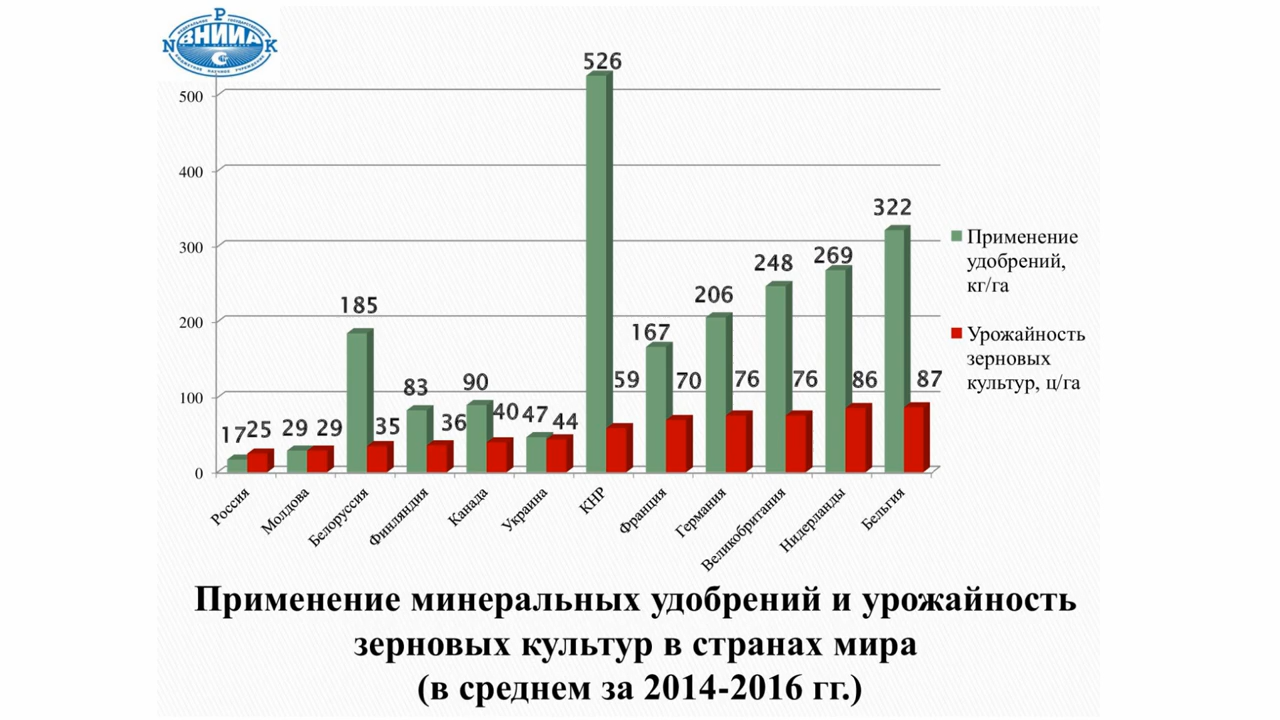 P
N
K
ВНИИА
526
500
400
300
200
100
0
322
269
248
206
185
167
90
83
87
86
76
76
70
59
47
44
40
36
35
29
29
25
17
Россия
Молдова
Белоруссия
Финляндия
Канада
Украина
КНР
Франция
Германия
Великобритания
Нидерланды
Бельгия
Применение
удобрений,
кг/га
Урожайность
зерновых
культур, ц/га
Применение минеральных удобрений и урожайность
зерновых культур в странах мира
(в среднем за 2014-2016 гг.)